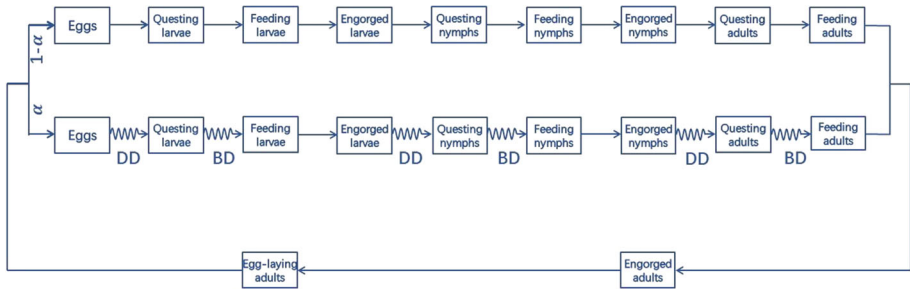 1-α
Eggs
Questing
larvae
Feeding
larvae
Engorged
larvae
Questing
nymphs
Feeding
nymphs
Engorged
nymphs
Questing
adults
Feeding
adults
α
Eggs
DD
Questing
larvae
BD
Feeding
larvae
Engorged
larvae
DD
Questing
nymphs
BD
Feeding
nymphs
Engorged
nymphs
DD
Questing
adults
BD
Feeding
adults
Egg-laying
adults
Engorged
adults